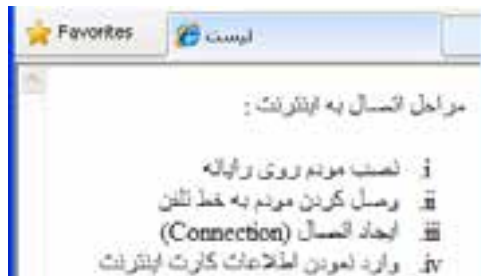 Favorites
لیست
مراحل اتصال به اینترنت :
i. نصب مودم روی رایانه
ii. وصل کردن مودم به خط تلفن
iii. ایجاد اتصال (Connection)
iv. وارد نمودن اطلاعات کارت اینترنت